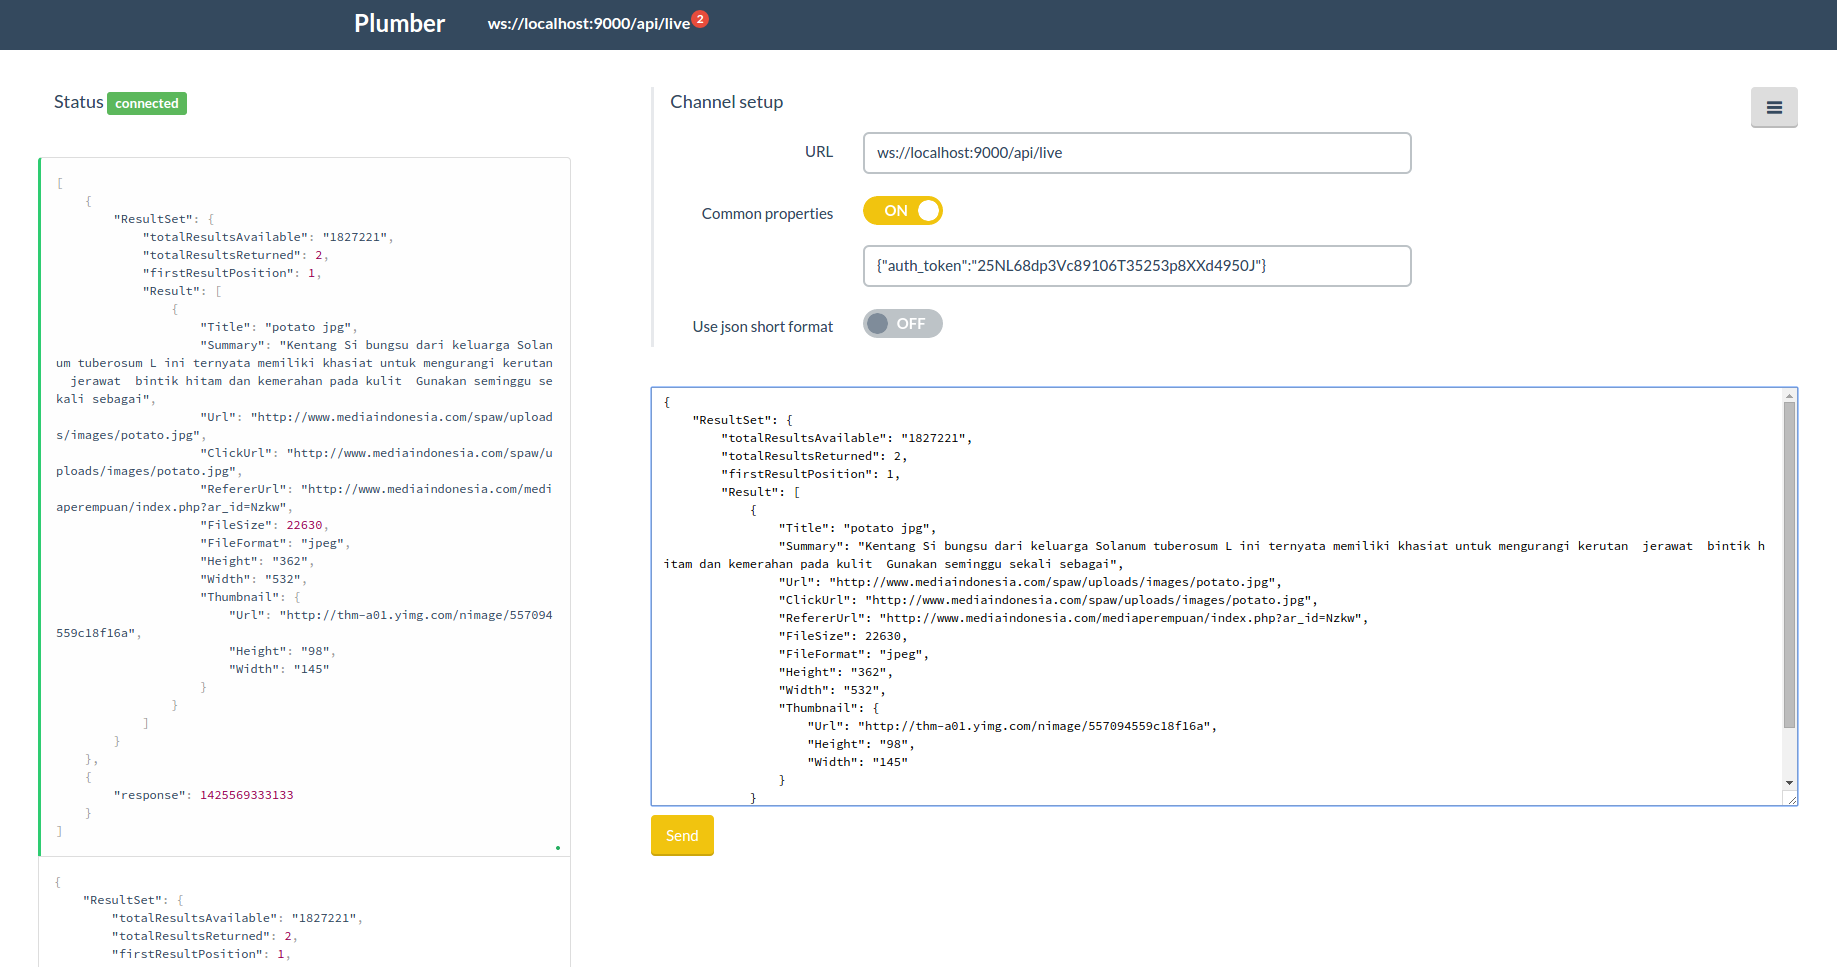 Plumber
ws://localhost:9000/api/live 2
Status connected
[
{
"ResultSet": {
"totalResultsAvailable": "1827221",
"totalResultsReturned": 2,
"firstResultPosition": 1,
"Result": [
{
"Title": "potato jpg",
"Summary": "Kentang Si bungsu dari keluarga Solan
um tuberosum L ini ternyata memiliki khasiat untuk mengurangi kerutan
jerawat  bintik hitam dan kemerahan pada kulit  Gunakan seminggu se
kali sebagai",
"Url": "http://www.mediaindonesia.com/spaw/upload
s/images/potato.jpg",
"ClickUrl": "http://www.mediaindonesia.com/spaw/u
ploads/images/potato.jpg",
"RefererUrl": "http://www.mediaindonesia.com/medi
aperempuan/index.php?ar_id=Nzkw",
"FileSize": 22630,
"FileFormat": "jpeg",
"Height": "362",
"Width": "532",
"Thumbnail": {
"Url": "http://thm-a01.yimg.com/nimage/557094
559c18f16a",
"Height": "98",
"Width": "145"
}
}
]
}
},
{
"response": 1425569333133
}
]
{
"ResultSet": {
"totalResultsAvailable": "1827221",
"totalResultsReturned": 2,
"firstResultPosition": 1,
Channel setup
URL
ws://localhost:9000/api/live
Common properties
ON
{"auth_token":"25NL68dp3Vc89106T35253p8XXd4950J"}
Use json short format
OFF
{
"ResultSet": {
"totalResultsAvailable": "1827221",
"totalResultsReturned": 2,
"firstResultPosition": 1,
"Result": [
{
"Title": "potato jpg",
"Summary": "Kentang Si bungsu dari keluarga Solanum tuberosum L ini ternyata memiliki khasiat untuk mengurangi kerutan  jerawat  bintik h
itam dan kemerahan pada kulit  Gunakan seminggu sekali sebagai",
"Url": "http://www.mediaindonesia.com/spaw/uploads/images/potato.jpg",
"ClickUrl": "http://www.mediaindonesia.com/spaw/uploads/images/potato.jpg",
"RefererUrl": "http://www.mediaindonesia.com/mediaperempuan/index.php?ar_id=Nzkw",
"FileSize": 22630,
"FileFormat": "jpeg",
"Height": "362",
"Width": "532",
"Thumbnail": {
"Url": "http://thm-a01.yimg.com/nimage/557094559c18f16a",
"Height": "98",
"Width": "145"
}
}
Send